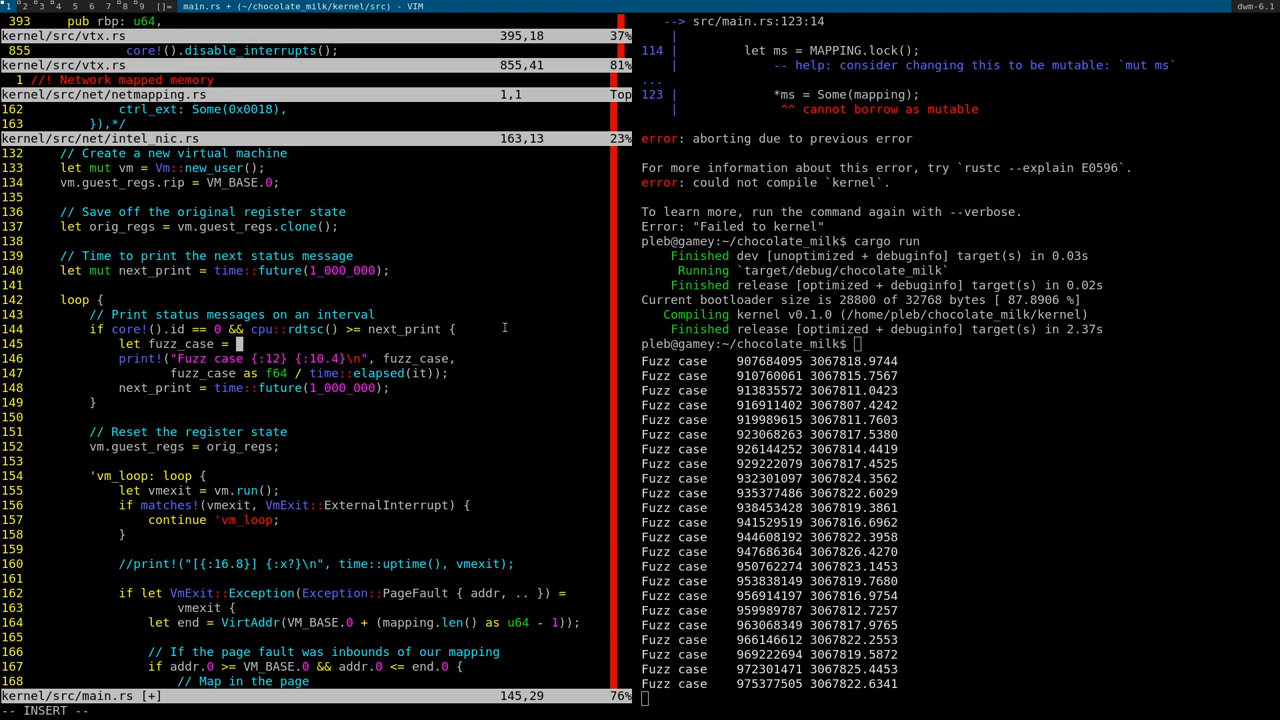 1 2 3 4 5 6 7 8 9 []= main.rs + (~/chocolate_milk/kernel/src) - VIM dwm-6.1
393 pub rbp: u64,
kernel/src/vtx.rs 395,18 37%
855 core!().disable_interrupts();
kernel/src/vtx.rs 855,41 81%
1 //! Network mapped memory
kernel/src/net/netmapping.rs 1,1 Top
162 ctrl_ext: Some(0x0018),
163 }),*/
kernel/src/net/intel_nic.rs 163,13 23%
132 // Create a new virtual machine
133 let mut vm = Vm::new_user();
134 vm.guest_regs.rip = VM_BASE.0;
135
136 // Save off the original register state
137 let orig_regs = vm.guest_regs.clone();
138
139 // Time to print the next status message
140 let mut next_print = time::future(1_000_000);
141
142 loop {
143 // Print status messages on an interval
144 if core!().id == 0 && cpu::rdtsc() >= next_print {
145 let fuzz_case =
146 print!("Fuzz case {:12} {:10.4}\n", fuzz_case,
147 fuzz_case as f64 / time::elapsed(it));
148 next_print = time::future(1_000_000);
149 }
150
151 // Reset the register state
152 vm.guest_regs = orig_regs;
153
154 'vm_loop: loop {
155 let vmexit = vm.run();
156 if matches!(vmexit, VmExit::ExternalInterrupt) {
157 continue 'vm_loop;
158 }
159
160 //print!("[{:16.8}] {:x?}\n", time::uptime(), vmexit);
161
162 if let VmExit::Exception(Exception::PageFault { addr, .. }) =
163 vmexit {
164 let end = VirtAddr(VM_BASE.0 + (mapping.len() as u64 - 1));
165
166 // If the page fault was inbounds of our mapping
167 if addr.0 >= VM_BASE.0 && addr.0 <= end.0 {
168 // Map in the page
kernel/src/main.rs [+] 145,29 76%
-- INSERT --
--> src/main.rs:123:14
|
114 | let ms = MAPPING.lock();
| -- help: consider changing this to be mutable: `mut ms`
...
123 | *ms = Some(mapping);
| ^^ cannot borrow as mutable
error: aborting due to previous error
For more information about this error, try `rustc --explain E0596`.
error: could not compile `kernel`.
To learn more, run the command again with --verbose.
Error: "Failed to kernel"
pleb@gamey:~/chocolate_milk$ cargo run
Finished dev [unoptimized + debuginfo] target(s) in 0.03s
Running `target/debug/chocolate_milk`
Finished release [optimized + debuginfo] target(s) in 0.02s
Current bootloader size is 28800 of 32768 bytes [ 87.8906 %]
Compiling kernel v0.1.0 (/home/pleb/chocolate_milk/kernel)
Finished release [optimized + debuginfo] target(s) in 2.37s
pleb@gamey:~/chocolate_milk$
Fuzz case 907684095 3067818.9744
Fuzz case 910760061 3067815.7567
Fuzz case 913835572 3067811.0423
Fuzz case 916911402 3067807.4242
Fuzz case 919989615 3067811.7603
Fuzz case 923068263 3067817.5380
Fuzz case 926144252 3067814.4419
Fuzz case 929222079 3067817.4525
Fuzz case 932301097 3067824.3562
Fuzz case 935377486 3067822.6029
Fuzz case 938453428 3067819.3861
Fuzz case 941529519 3067816.6962
Fuzz case 944608192 3067822.3958
Fuzz case 947686364 3067826.4270
Fuzz case 950762274 3067823.1453
Fuzz case 953838149 3067819.7680
Fuzz case 956914197 3067816.9754
Fuzz case 959989787 3067812.7257
Fuzz case 963068349 3067817.9765
Fuzz case 966146612 3067822.2553
Fuzz case 969222694 3067819.5872
Fuzz case 972301471 3067825.4453
Fuzz case 975377505 3067822.6341